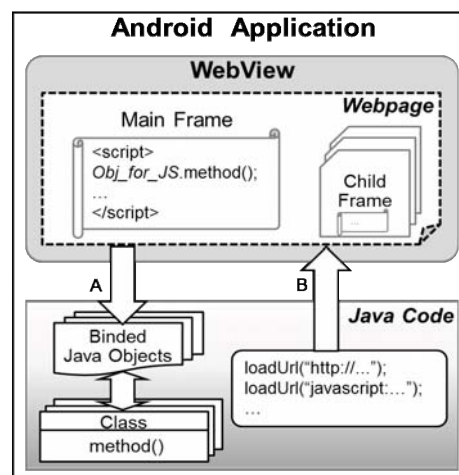 Android Application
WebView
Webpage
Main Frame
<script>
Obj_for_JS.method();
…
</script>
Child
Frame
...
A
B
Java Code
Binded
Java Objects
Class
method()
loadUrl("http://…");
loadUrl("javascript:…");
…